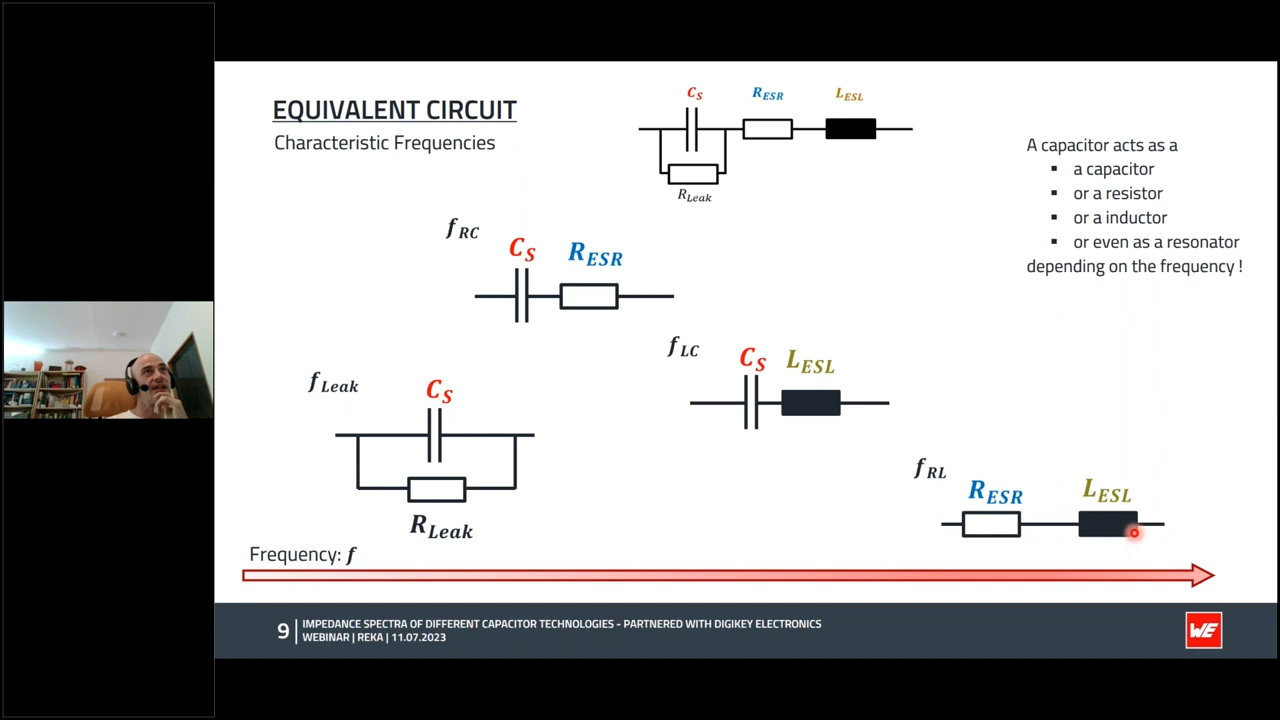 EQUIVALENT CIRCUIT
Characteristic Frequencies
C_S R_ESR L_ESL
R_Leak
A capacitor acts as a
▪ a capacitor
▪ or a resistor
▪ or a inductor
▪ or even as a resonator
depending on the frequency !
f_RC
C_S R_ESR
f_LC
C_S L_ESL
f_Leak
C_S
R_Leak
f_RL
R_ESR L_ESL
Frequency: f
9
IMPEDANCE SPECTRA OF DIFFERENT CAPACITOR TECHNOLOGIES - PARTNERED WITH DIGIKEY ELECTRONICS
WEBINAR | REKA | 11.07.2023
WE